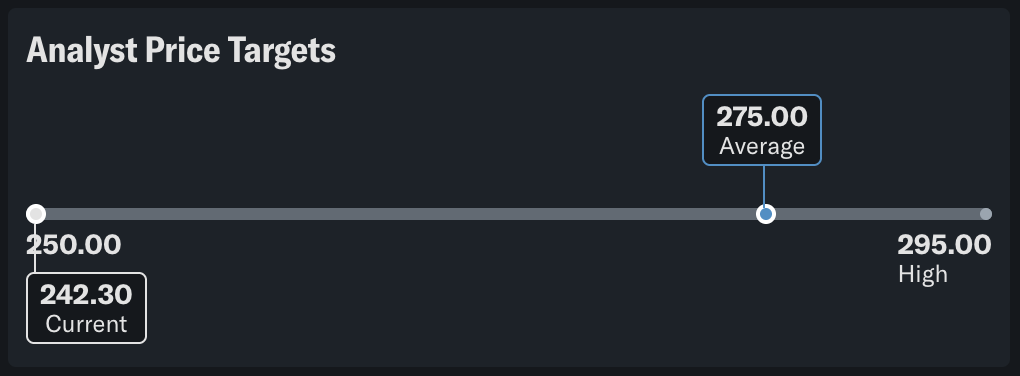 Analyst Price Targets
275.00
Average
250.00
295.00
High
242.30
Current